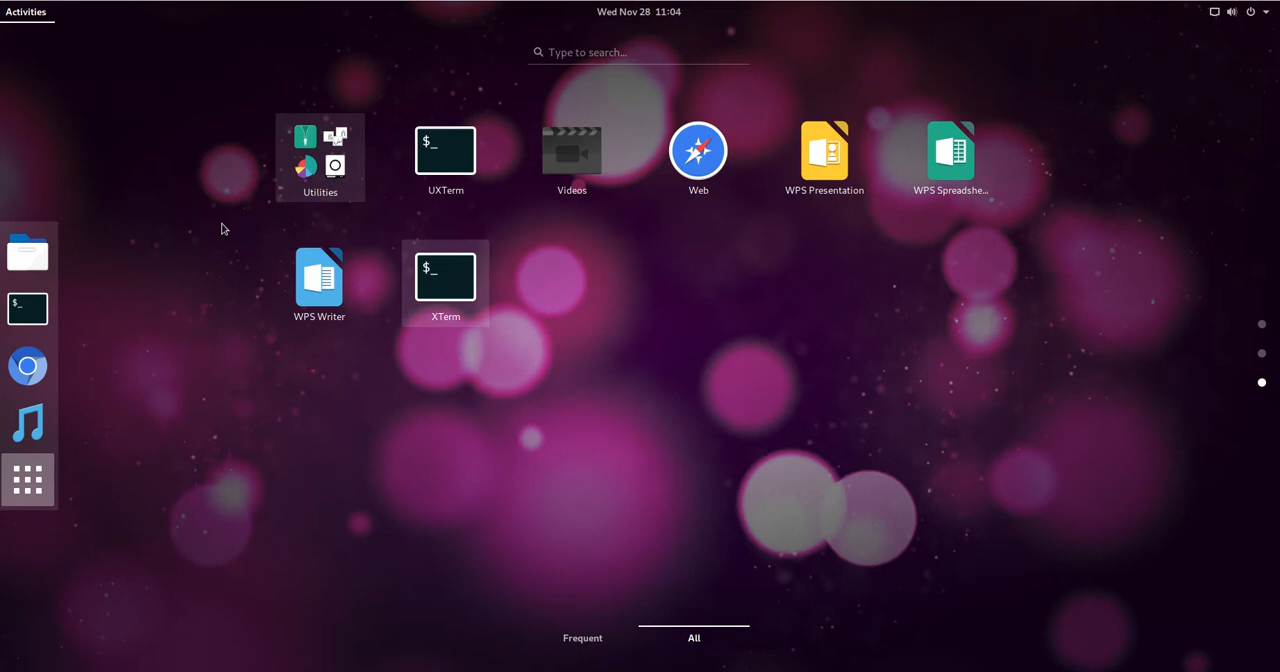 Activities
Wed Nov 28 11:04
Type to search...
Utilities
UXTerm
Videos
Web
WPS Presentation
WPS Spreadshe...
WPS Writer
XTerm
$_
$_
$_
Frequent
All